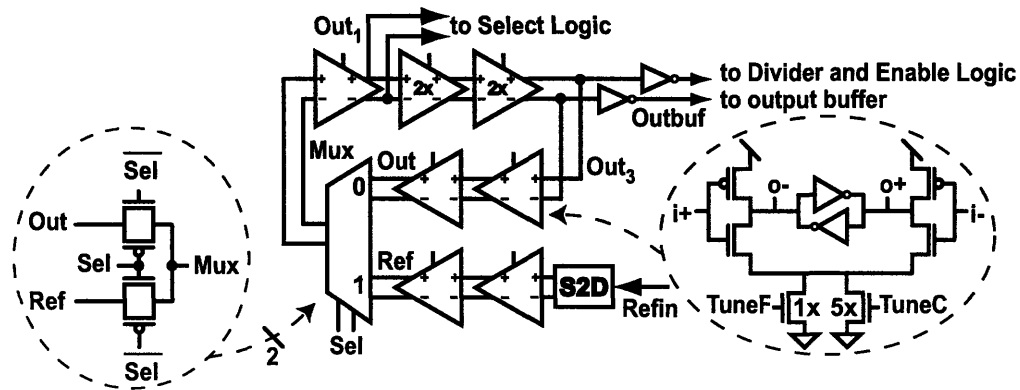 Out1
to Select Logic
+ + + + + +
2x 2x
− − − − − −
to Divider and Enable Logic
to output buffer
Outbuf
Mux
Out
Out3
0
+ + + +
− − − −
Sel
Out
Sel
Mux
Ref
Sel
2
Ref
1
+ + + +
− − − −
S2D
Refin
Sel
o- o+
i+ i-
TuneF 1x 5x TuneC